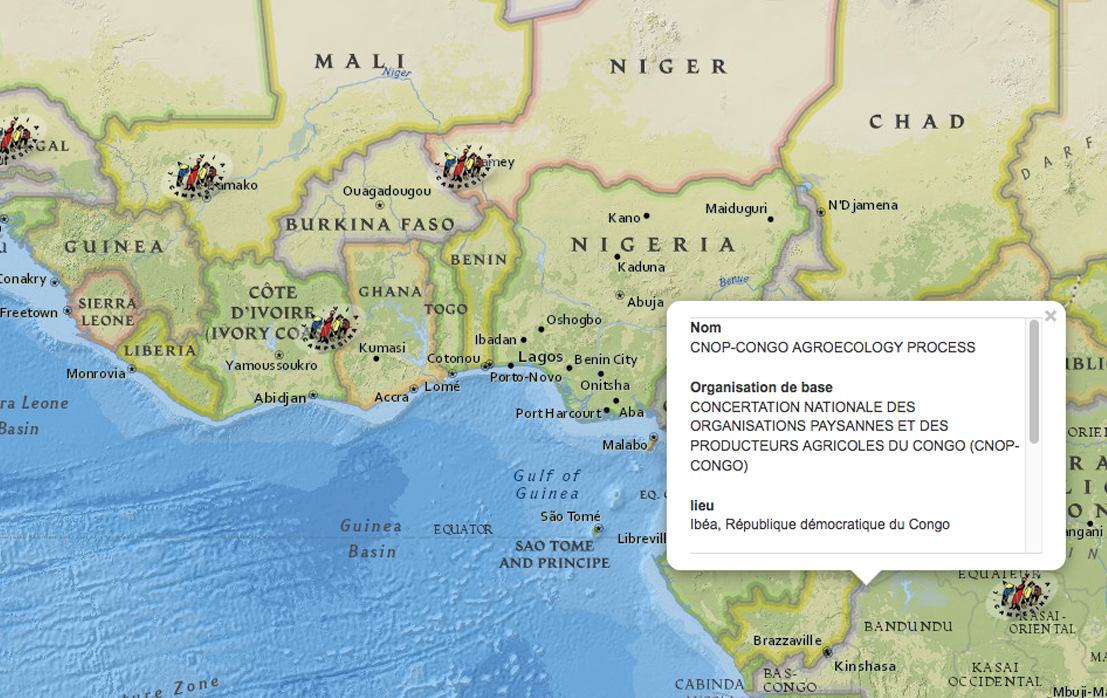 MALI
Niger
NIGER
CHAD
DARF
GAL
amako
amey
Ouagadougou
BURKINA FASO
Kano
Maiduguri
N'Djamena
NIGERIA
Kaduna
Benue
Abuja
GUINEA
Conakry
SIERRA
LEONE
Freetown
CÔTE
D'IVOIRE
(IVORY COA
LIBERIA
Monrovia
Yamoussoukro
Abidjan
GHANA
Kumasi
Accra
TOGO
BENIN
Cotonou
Lomé
Porto-Novo
Ibadan
Oshogbo
Lagos
Benin City
Onitsha
Port Harcourt
Aba
Malabo
ra Leone
Basin
Gulf of
Guinea
EQ. G
Guinea
Basin
EQUATOR
São Tomé
SAO TOME
AND PRINCIPE
Librevill
Nom
CNOP-CONGO AGROECOLOGY PROCESS
Organisation de base
CONCERTATION NATIONALE DES
ORGANISATIONS PAYSANNES ET DES
PRODUCTEURS AGRICOLES DU CONGO (CNOP-
CONGO)
lieu
Ibéa, République démocratique du Congo
UBLIC
ORIEN
angani
EQUATEUR
KASAI-
ORIENTAL
BANDUNDU
Brazzaville
Kinshasa
BAS-
CONGO
CABINDA
KASAI
OCCIDENTAL
Mbuji-M
ture Zone